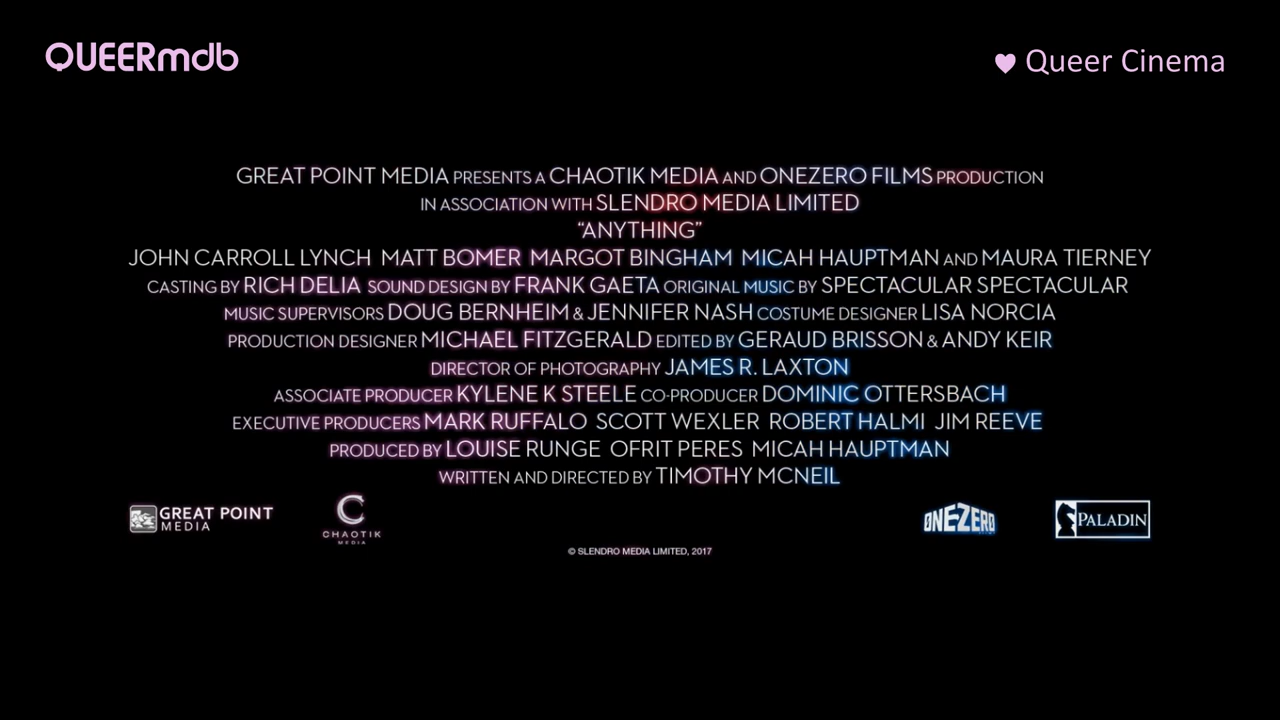 QUEERmdb
♥ Queer Cinema
GREAT POINT MEDIA PRESENTS A CHAOTIK MEDIA AND ONEZERO FILMS PRODUCTION
IN ASSOCIATION WITH SLENDRO MEDIA LIMITED
“ANYTHING”
JOHN CARROLL LYNCH MATT BOMER MARGOT BINGHAM MICAH HAUPTMAN AND MAURA TIERNEY
CASTING BY RICH DELIA SOUND DESIGN BY FRANK GAETA ORIGINAL MUSIC BY SPECTACULAR SPECTACULAR
MUSIC SUPERVISORS DOUG BERNHEIM & JENNIFER NASH COSTUME DESIGNER LISA NORCIA
PRODUCTION DESIGNER MICHAEL FITZGERALD EDITED BY GERAUD BRISSON & ANDY KEIR
DIRECTOR OF PHOTOGRAPHY JAMES R. LAXTON
ASSOCIATE PRODUCER KYLENE K STEELE CO-PRODUCER DOMINIC OTTERSBACH
EXECUTIVE PRODUCERS MARK RUFFALO SCOTT WEXLER ROBERT HALMI JIM REEVE
PRODUCED BY LOUISE RUNGE OFRIT PERES MICAH HAUPTMAN
WRITTEN AND DIRECTED BY TIMOTHY MCNEIL
GREAT POINT
MEDIA
C
CHAOTIK
MEDIA
ONEZERO
PALADIN
© SLENDRO MEDIA LIMITED, 2017